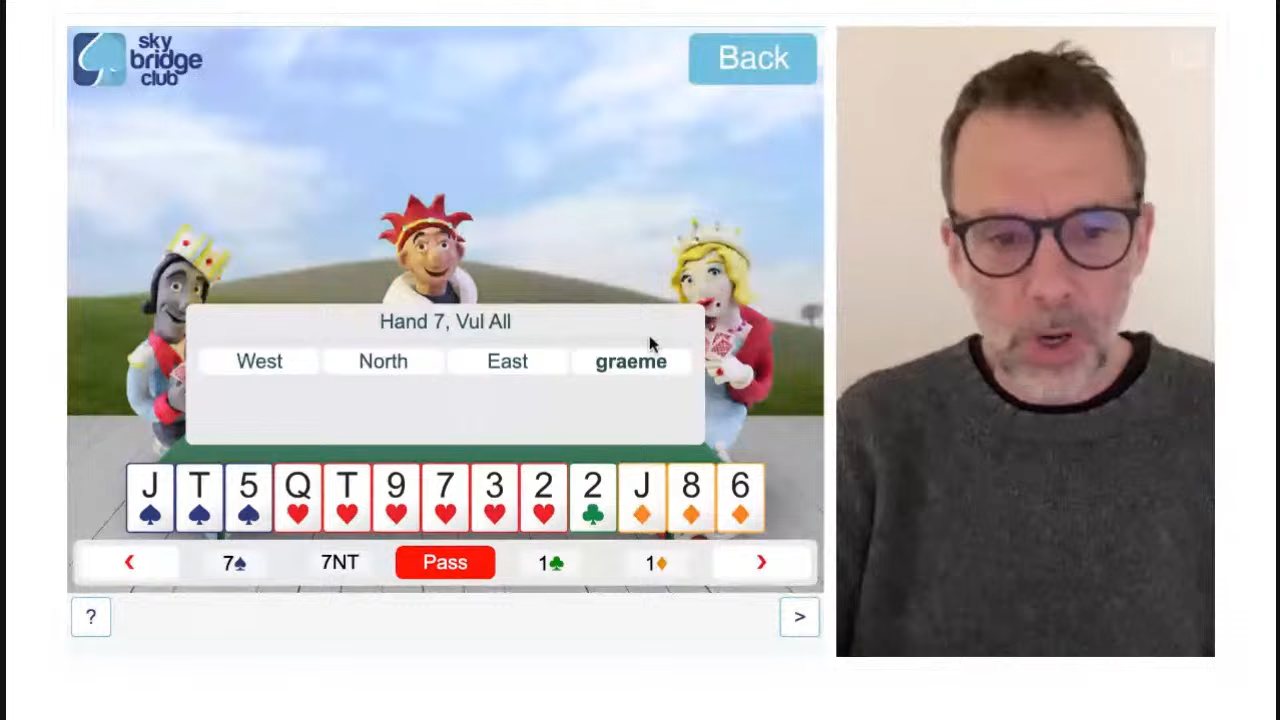 sky
bridge
club
Back
Hand 7, Vul All
West North East graeme
J T 5 Q T 9 7 3 2 2 J 8 6
♠ ♠ ♠ ♥ ♥ ♥ ♥ ♥ ♥ ♣ ♦ ♦ ♦
‹ 7♠ 7NT Pass 1♣ 1♦ ›
? >